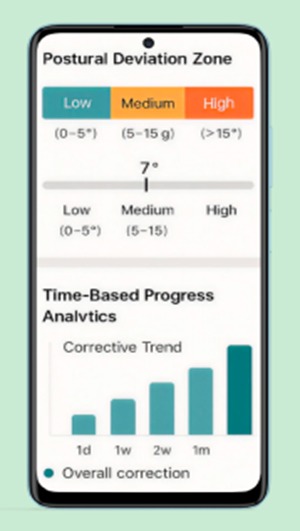 Postural Deviation Zone
Low Medium High
(0–5°) (5–15 g) (>15°)
7°
Low Medium High
(0–5°) (5–15)
Time-Based Progress
Analvtics
Corrective Trend
1d 1w 2w 1m
Overall correction